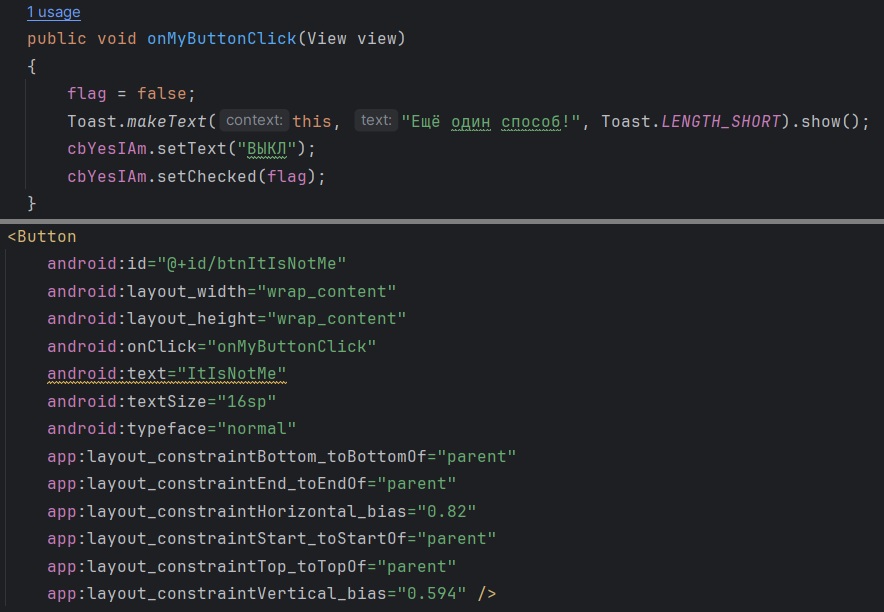 1 usage
public void onMyButtonClick(View view)
{
flag = false;
Toast.makeText( context: this, text: "Ещё один способ!", Toast.LENGTH_SHORT).show();
cbYesIAm.setText("ВЫКЛ");
cbYesIAm.setChecked(flag);
}
<Button
android:id="@+id/btnItIsNotMe"
android:layout_width="wrap_content"
android:layout_height="wrap_content"
android:onClick="onMyButtonClick"
android:text="ItIsNotMe"
android:textSize="16sp"
android:typeface="normal"
app:layout_constraintBottom_toBottomOf="parent"
app:layout_constraintEnd_toEndOf="parent"
app:layout_constraintHorizontal_bias="0.82"
app:layout_constraintStart_toStartOf="parent"
app:layout_constraintTop_toTopOf="parent"
app:layout_constraintVertical_bias="0.594" />